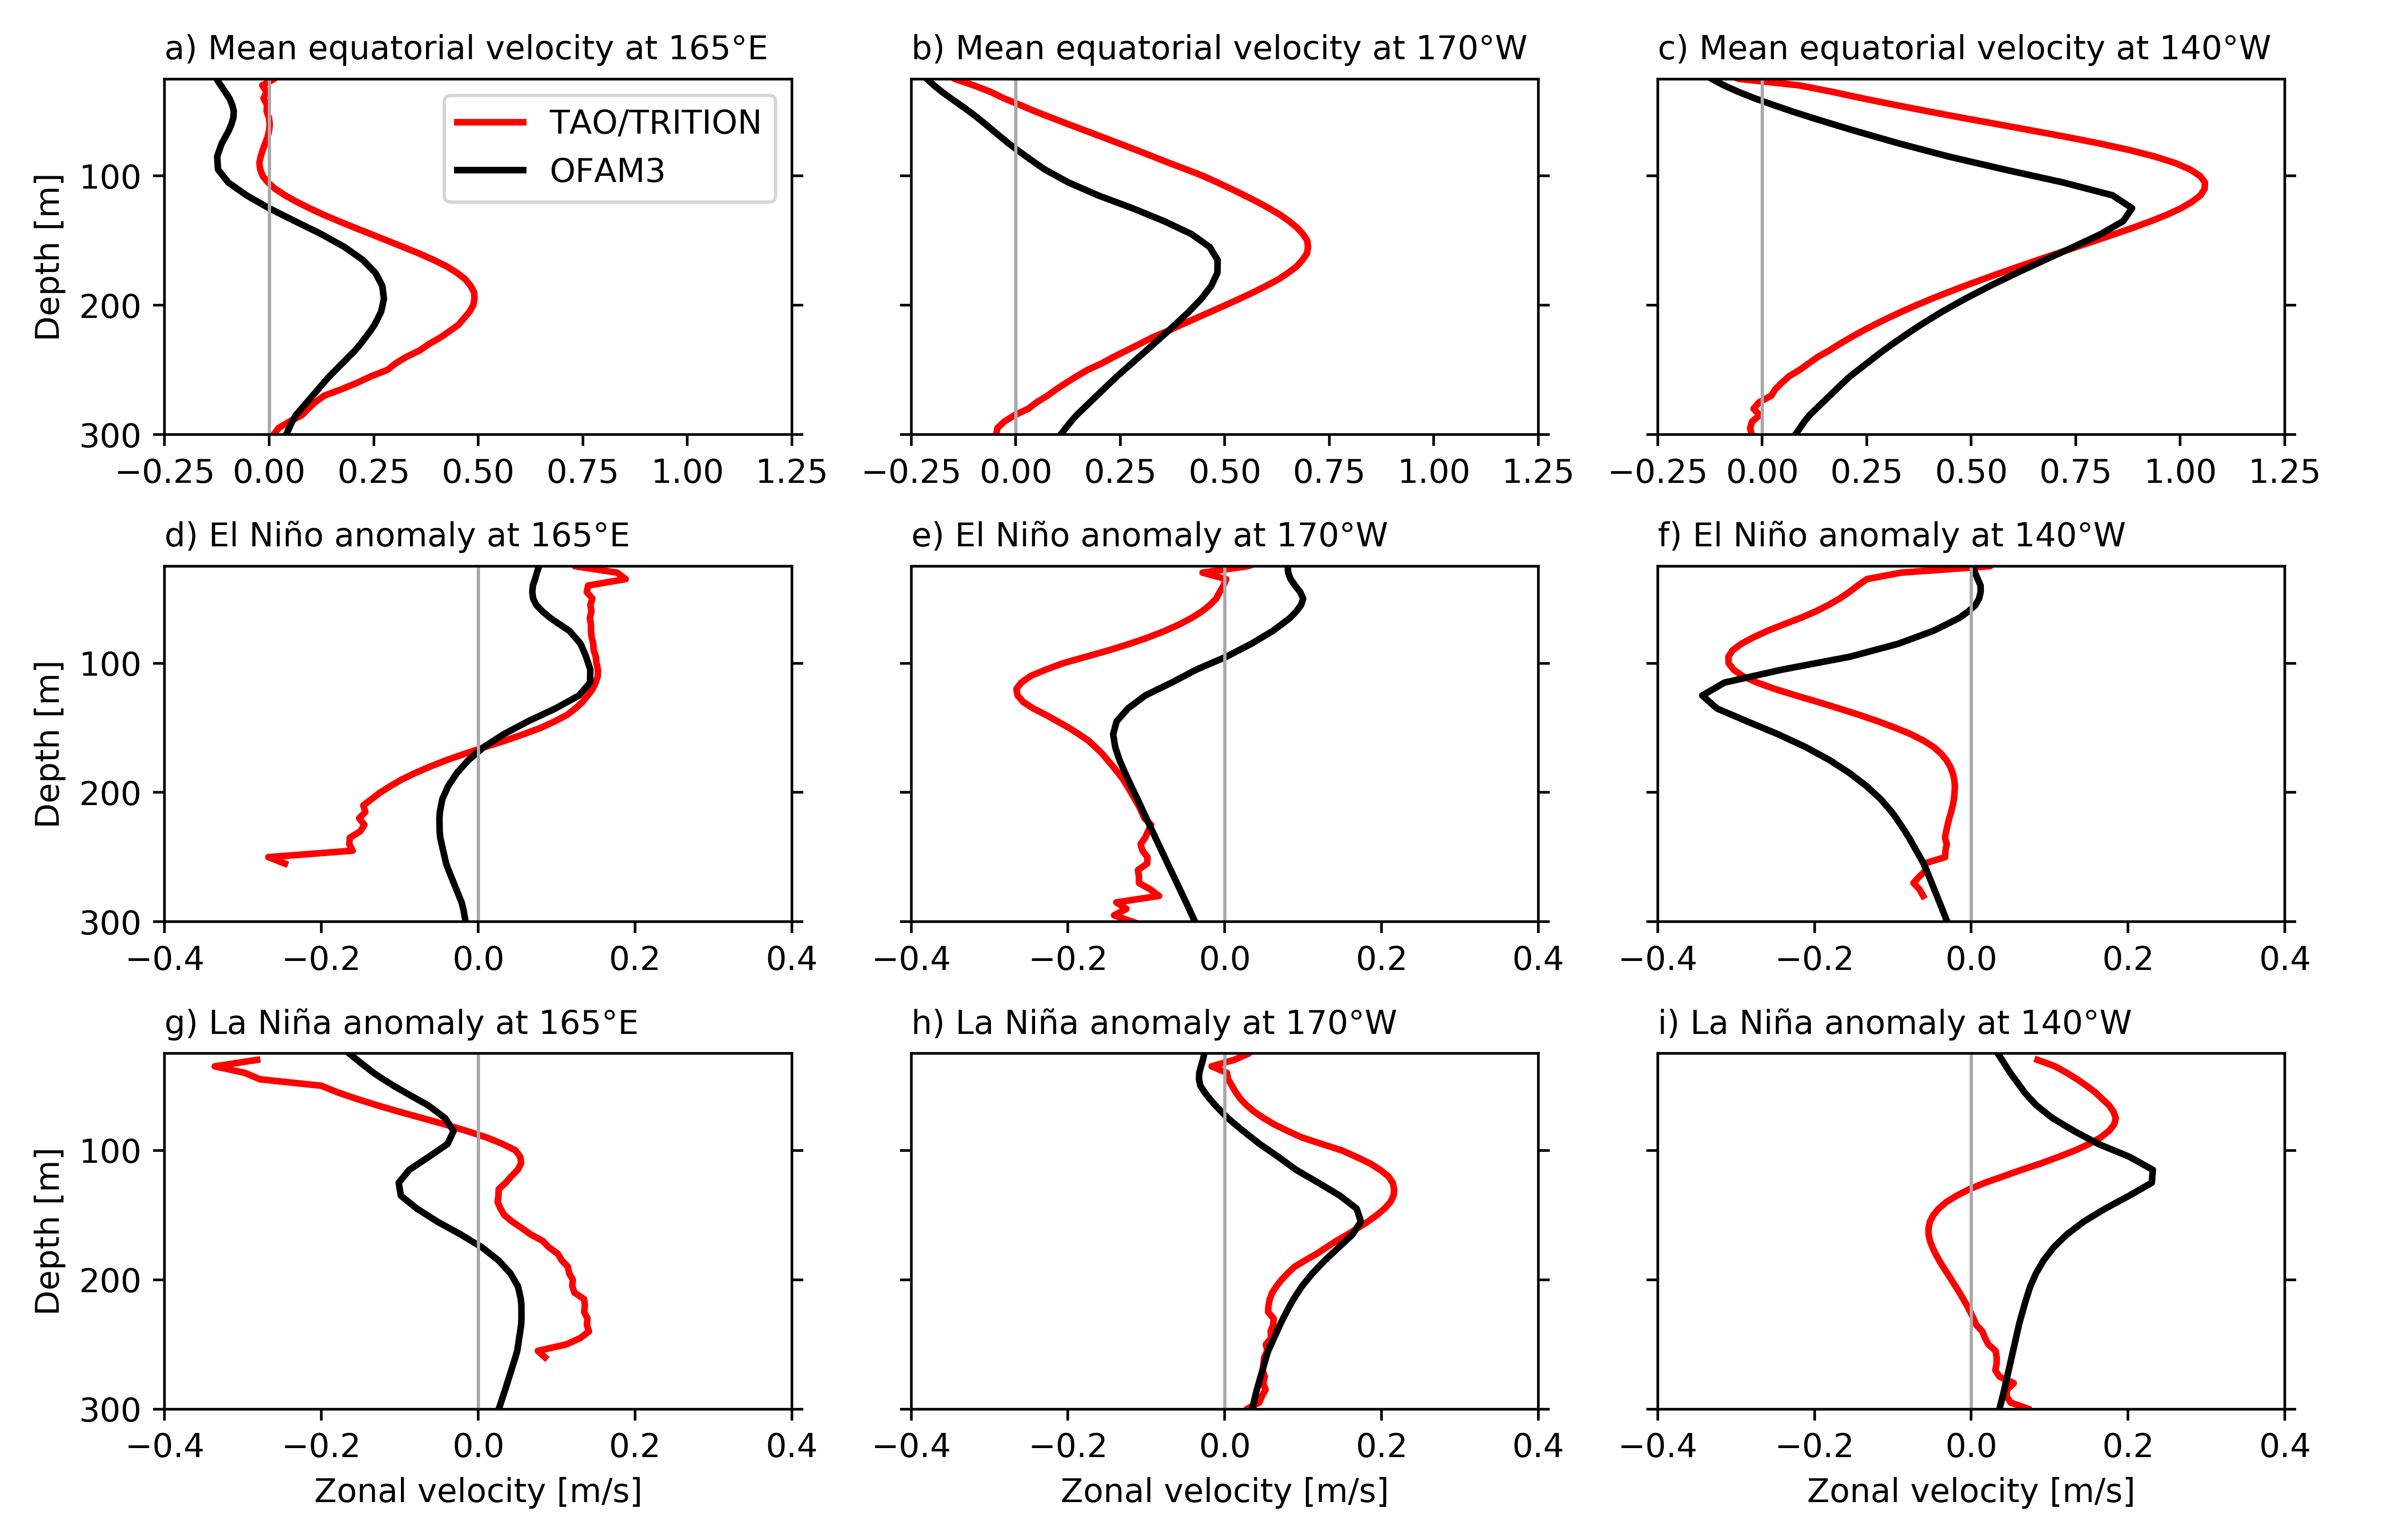 a) Mean equatorial velocity at 165°E
b) Mean equatorial velocity at 170°W
c) Mean equatorial velocity at 140°W
TAO/TRITION
OFAM3
Depth [m]
100
200
300
−0.25 0.00 0.25 0.50 0.75 1.00 1.25
−0.25 0.00 0.25 0.50 0.75 1.00 1.25
−0.25 0.00 0.25 0.50 0.75 1.00 1.25
d) El Niño anomaly at 165°E
e) El Niño anomaly at 170°W
f) El Niño anomaly at 140°W
Depth [m]
100
200
300
−0.4 −0.2 0.0 0.2 0.4
−0.4 −0.2 0.0 0.2 0.4
−0.4 −0.2 0.0 0.2 0.4
g) La Niña anomaly at 165°E
h) La Niña anomaly at 170°W
i) La Niña anomaly at 140°W
Depth [m]
100
200
300
−0.4 −0.2 0.0 0.2 0.4
−0.4 −0.2 0.0 0.2 0.4
−0.4 −0.2 0.0 0.2 0.4
Zonal velocity [m/s]
Zonal velocity [m/s]
Zonal velocity [m/s]